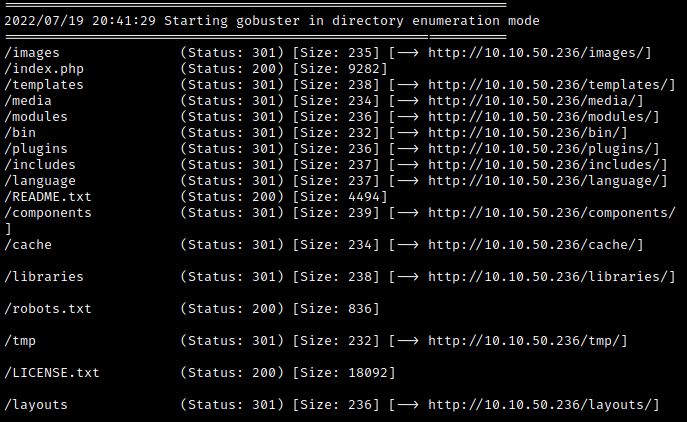 ===============================================================
2022/07/19 20:41:29 Starting gobuster in directory enumeration mode
===============================================================
/images (Status: 301) [Size: 235] [--> http://10.10.50.236/images/]
/index.php (Status: 200) [Size: 9282]
/templates (Status: 301) [Size: 238] [--> http://10.10.50.236/templates/]
/media (Status: 301) [Size: 234] [--> http://10.10.50.236/media/]
/modules (Status: 301) [Size: 236] [--> http://10.10.50.236/modules/]
/bin (Status: 301) [Size: 232] [--> http://10.10.50.236/bin/]
/plugins (Status: 301) [Size: 236] [--> http://10.10.50.236/plugins/]
/includes (Status: 301) [Size: 237] [--> http://10.10.50.236/includes/]
/language (Status: 301) [Size: 237] [--> http://10.10.50.236/language/]
/README.txt (Status: 200) [Size: 4494]
/components (Status: 301) [Size: 239] [--> http://10.10.50.236/components/
]
/cache (Status: 301) [Size: 234] [--> http://10.10.50.236/cache/]
/libraries (Status: 301) [Size: 238] [--> http://10.10.50.236/libraries/]
/robots.txt (Status: 200) [Size: 836]
/tmp (Status: 301) [Size: 232] [--> http://10.10.50.236/tmp/]
/LICENSE.txt (Status: 200) [Size: 18092]
/layouts (Status: 301) [Size: 236] [--> http://10.10.50.236/layouts/]